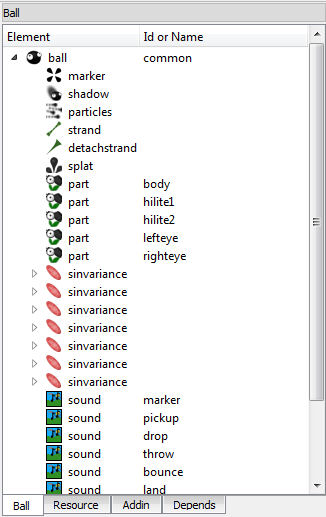 Ball
Element Id or Name
ball common
marker
shadow
particles
strand
detachstrand
splat
part body
part hilite1
part hilite2
part lefteye
part righteye
sinvariance
sinvariance
sinvariance
sinvariance
sinvariance
sinvariance
sinvariance
sound marker
sound pickup
sound drop
sound throw
sound bounce
sound land
Ball Resource Addin Depends